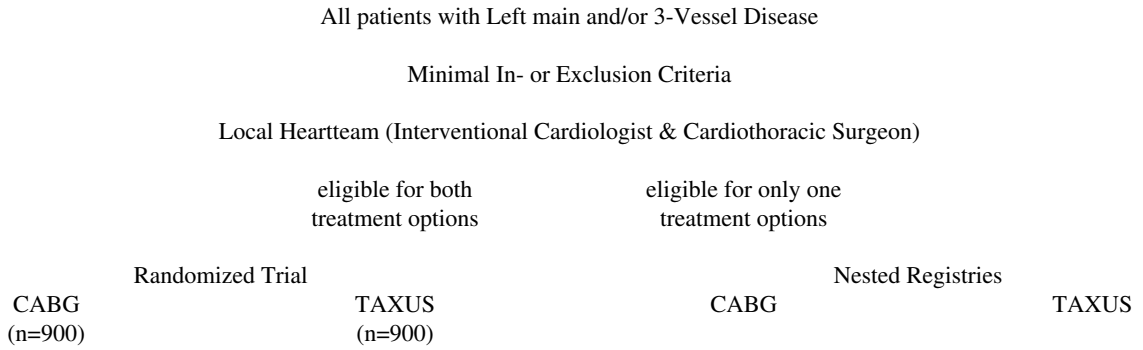 All patients with Left main and/or 3-Vessel Disease
Minimal In- or Exclusion Criteria
Local Heartteam (Interventional Cardiologist & Cardiothoracic Surgeon)
eligible for both eligible for only one
treatment options treatment options
Randomized Trial Nested Registries
CABG TAXUS CABG TAXUS
(n=900) (n=900)